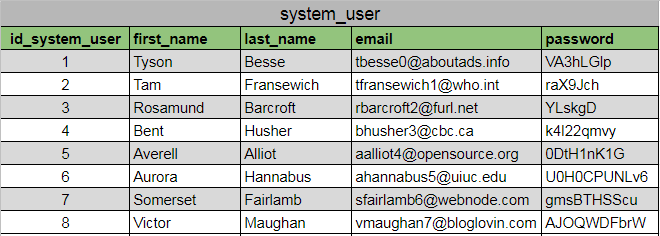 system_user
id_system_user first_name last_name email password
1 Tyson Besse tbesse0@aboutads.info VA3hLGlp
2 Tam Fransewich tfransewich1@who.int raX9Jch
3 Rosamund Barcroft rbarcroft2@furl.net YLskgD
4 Bent Husher bhusher3@cbc.ca k4I22qmvy
5 Averell Alliot aalliot4@opensource.org 0DtH1nK1G
6 Aurora Hannabus ahannabus5@uiuc.edu U0H0CPUNLv6
7 Somerset Fairlamb sfairlamb6@webnode.com gmsBTHSScu
8 Victor Maughan vmaughan7@bloglovin.com AJOQWDFbrW